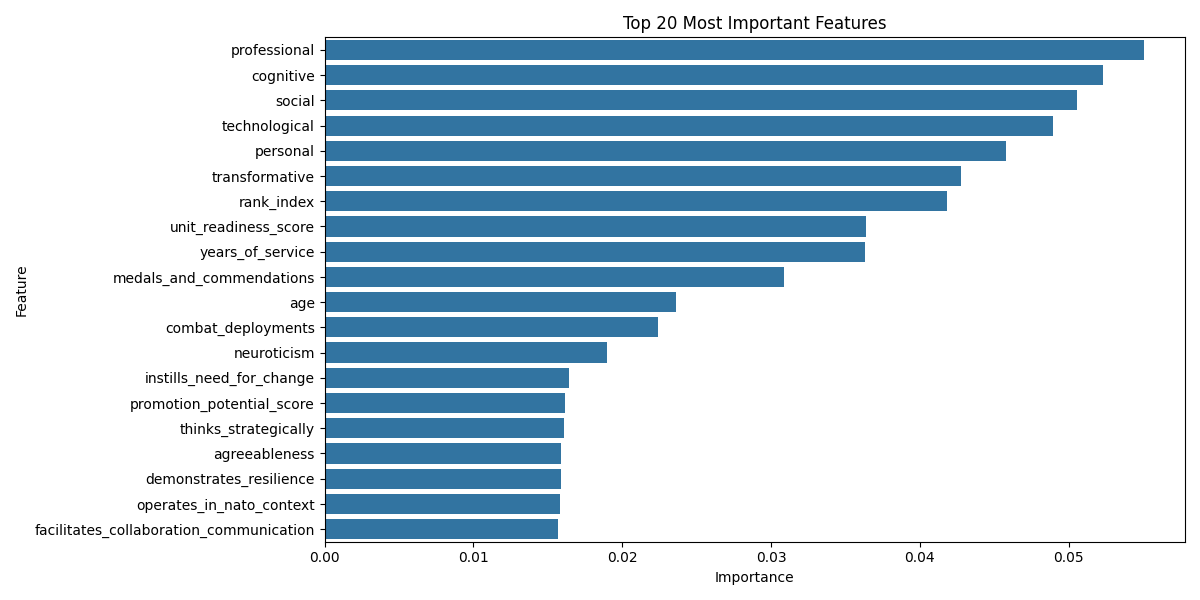 Top 20 Most Important Features
professional
cognitive
social
technological
personal
transformative
rank_index
unit_readiness_score
years_of_service
medals_and_commendations
age
combat_deployments
neuroticism
instills_need_for_change
promotion_potential_score
thinks_strategically
agreeableness
demonstrates_resilience
operates_in_nato_context
facilitates_collaboration_communication
Feature
0.00 0.01 0.02 0.03 0.04 0.05
Importance